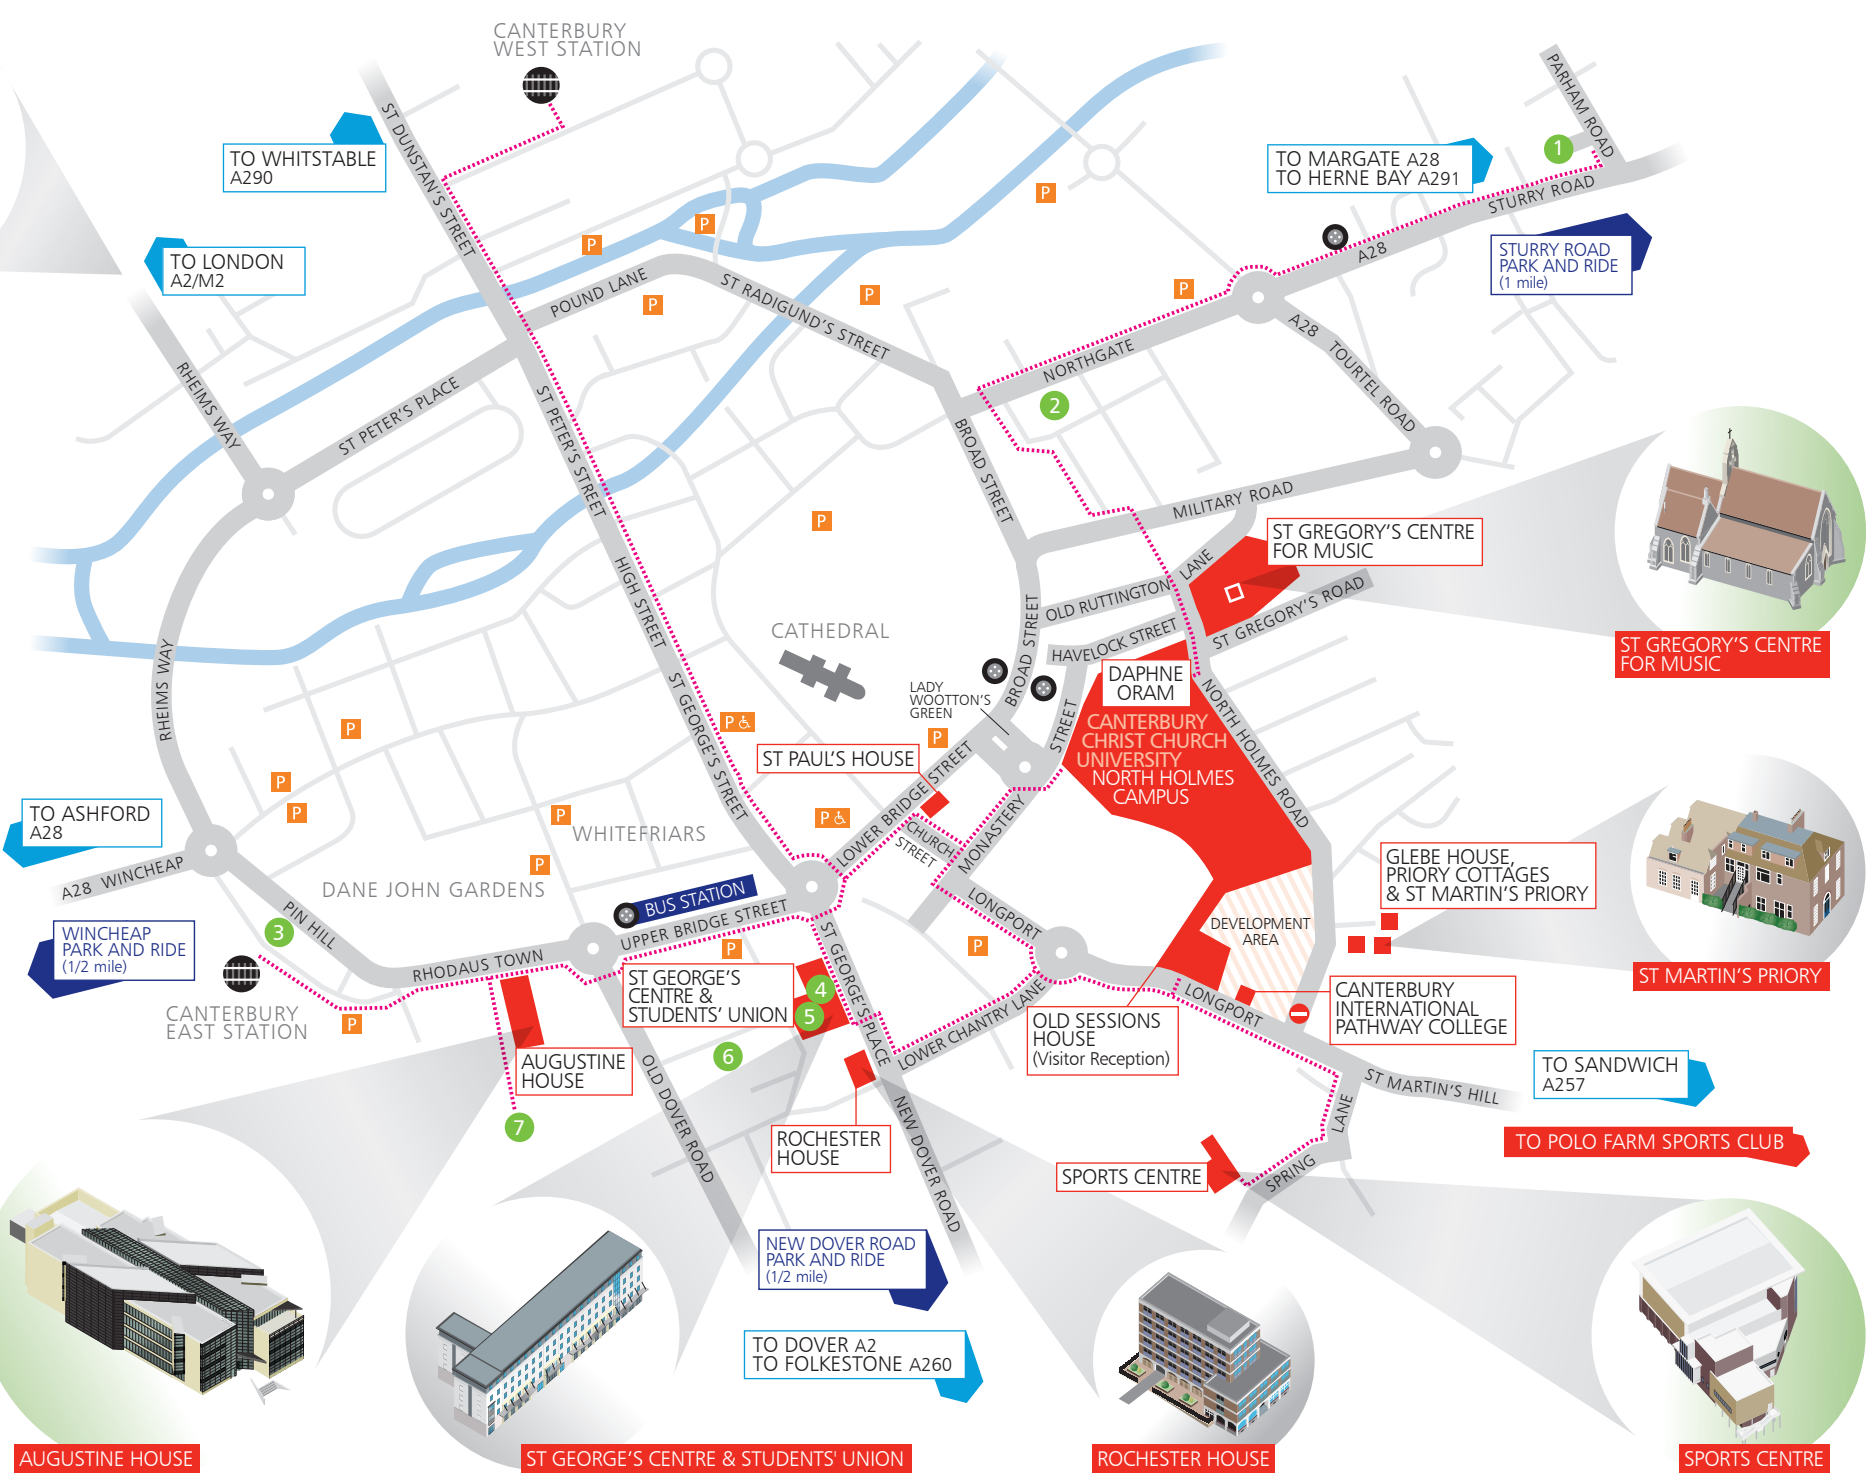 CANTERBURY
WEST STATION
ST DUNSTAN'S STREET
TO WHITSTABLE
A290
TO LONDON
A2/M2
PARHAM ROAD
1
TO MARGATE A28
TO HERNE BAY A291
STURRY ROAD
A28
STURRY ROAD
PARK AND RIDE
(1 mile)
P
P
P
P
P
P
POUND LANE
ST RADIGUND'S STREET
A28
TOURTEL ROAD
NORTHGATE
2
RHEIMS WAY
ST PETER'S PLACE
ST PETER'S STREET
BROAD STREET
MILITARY ROAD
P
ST GREGORY'S CENTRE
FOR MUSIC
LANE
OLD RUTTINGTON
ST GREGORY'S ROAD
HIGH STREET
BROAD STREET
HAVELOCK STREET
CATHEDRAL
ST GREGORY'S CENTRE
FOR MUSIC
RHEIMS WAY
DAPHNE
ORAM
LADY
WOOTTON'S
GREEN
ST GEORGE'S STREET
STREET
NORTH HOLMES ROAD
CANTERBURY
CHRIST CHURCH
UNIVERSITY
NORTH HOLMES
CAMPUS
P
P
P
ST PAUL'S HOUSE
P
P
P
P
P
WHITEFRIARS
LOWER BRIDGE STREET
CHURCH
STREET
MONASTERY
TO ASHFORD
A28
A28 WINCHEAP
DANE JOHN GARDENS
P
BUS STATION
UPPER BRIDGE STREET
GLEBE HOUSE,
PRIORY COTTAGES
& ST MARTIN'S PRIORY
LONGPORT
DEVELOPMENT
AREA
PIN HILL
3
WINCHEAP
PARK AND RIDE
(1/2 mile)
RHODAUS TOWN
P
P
ST GEORGE'S PLACE
ST MARTIN'S PRIORY
ST GEORGE'S
CENTRE &
STUDENTS' UNION
4
5
CANTERBURY
EAST STATION
P
LONGPORT
CANTERBURY
INTERNATIONAL
PATHWAY COLLEGE
OLD SESSIONS
HOUSE
(Visitor Reception)
LOWER CHANTRY LANE
AUGUSTINE
HOUSE
6
7
OLD DOVER ROAD
TO SANDWICH
A257
ST MARTIN'S HILL
LANE
SPRING
TO POLO FARM SPORTS CLUB
ROCHESTER
HOUSE
NEW DOVER ROAD
SPORTS CENTRE
NEW DOVER ROAD
PARK AND RIDE
(1/2 mile)
TO DOVER A2
TO FOLKESTONE A260
AUGUSTINE HOUSE
ST GEORGE'S CENTRE & STUDENTS' UNION
ROCHESTER HOUSE
SPORTS CENTRE